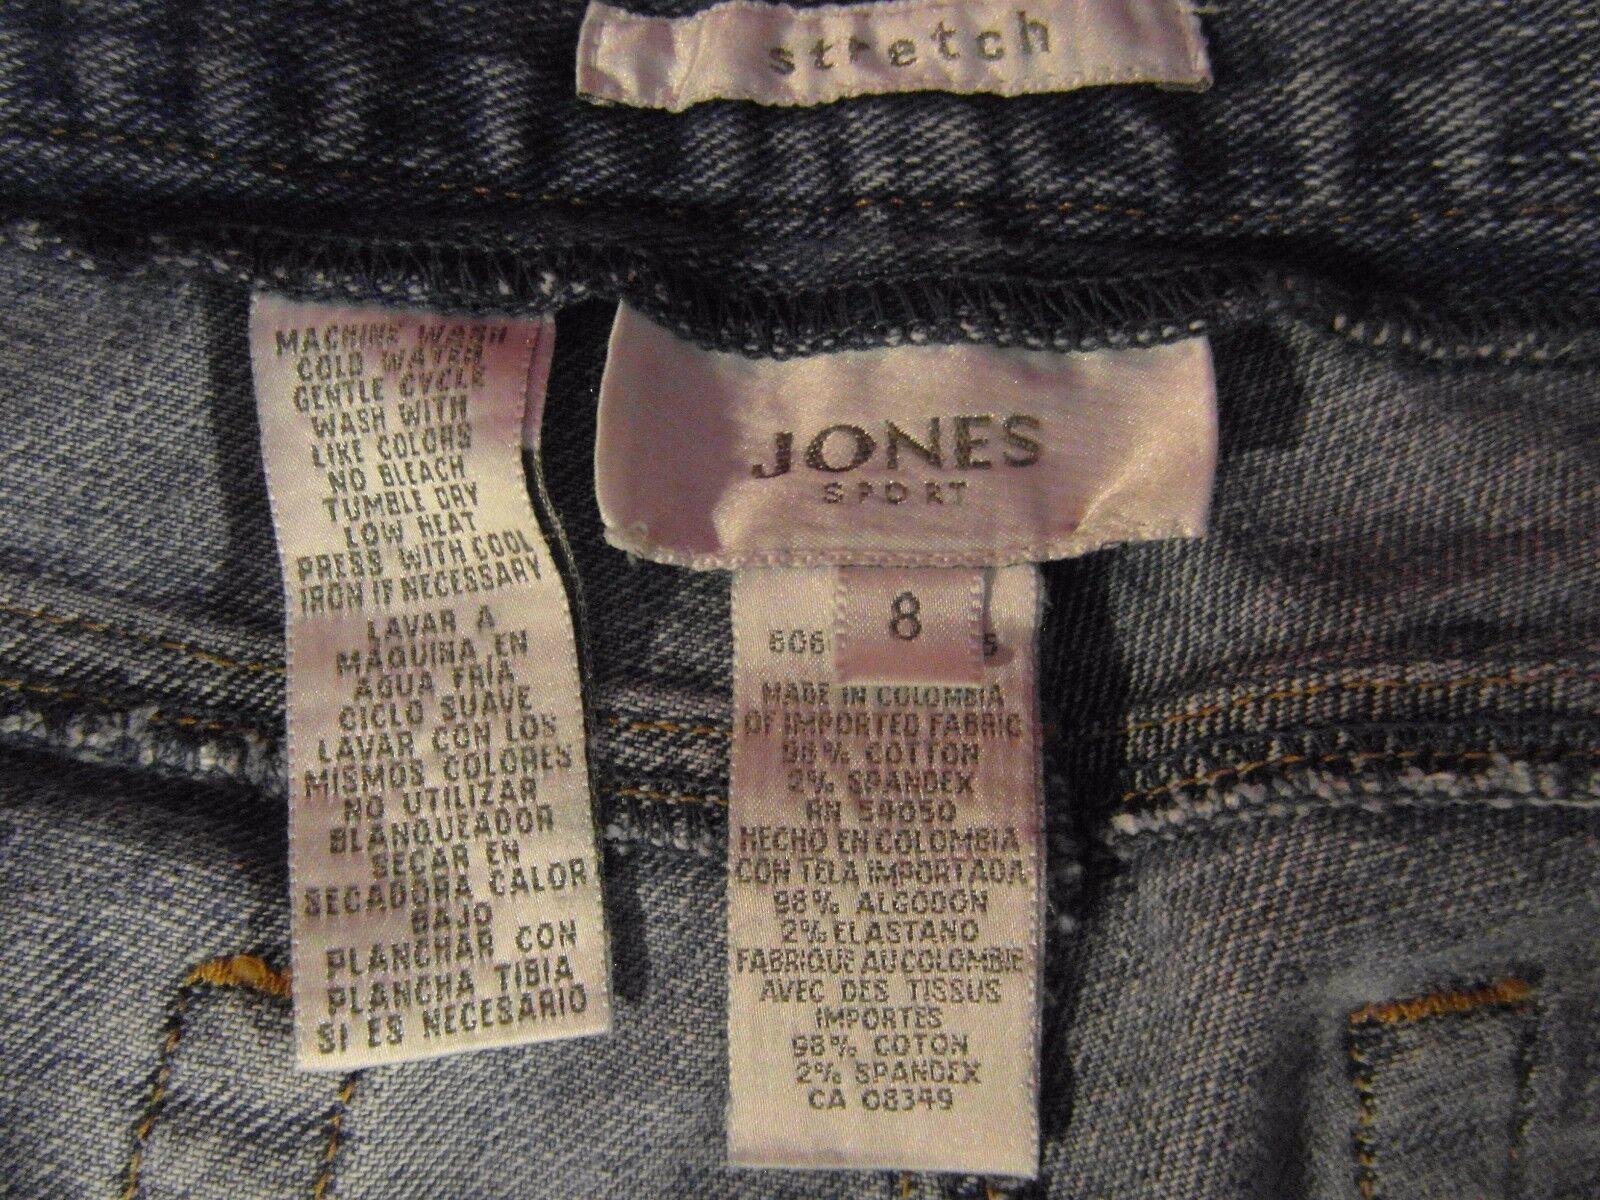 stretch
MACHINE WASH
COLD WATER
GENTLE CYCLE
WASH WITH
LIKE COLORS
NO BLEACH
TUMBLE DRY
LOW HEAT
PRESS WITH COOL
IRON IF NECESSARY
LAVAR A
MAQUINA EN
AGUA FRIA
CICLO SUAVE
LAVAR CON LOS
MISMOS COLORES
NO UTILIZAR
BLANQUEADOR
SECAR EN
SECADORA CALOR
BAJO
PLANCHAR CON
PLANCHA TIBIA
SI ES NECESARIO
JONES
SPORT
8
606 5
MADE IN COLOMBIA
OF IMPORTED FABRIC
98% COTTON
2% SPANDEX
RN 54050
HECHO EN COLOMBIA
CON TELA IMPORTADA
98% ALGODON
2% ELASTANO
FABRIQUE AU COLOMBIE
AVEC DES TISSUS
IMPORTES
98% COTON
2% SPANDEX
CA 08349